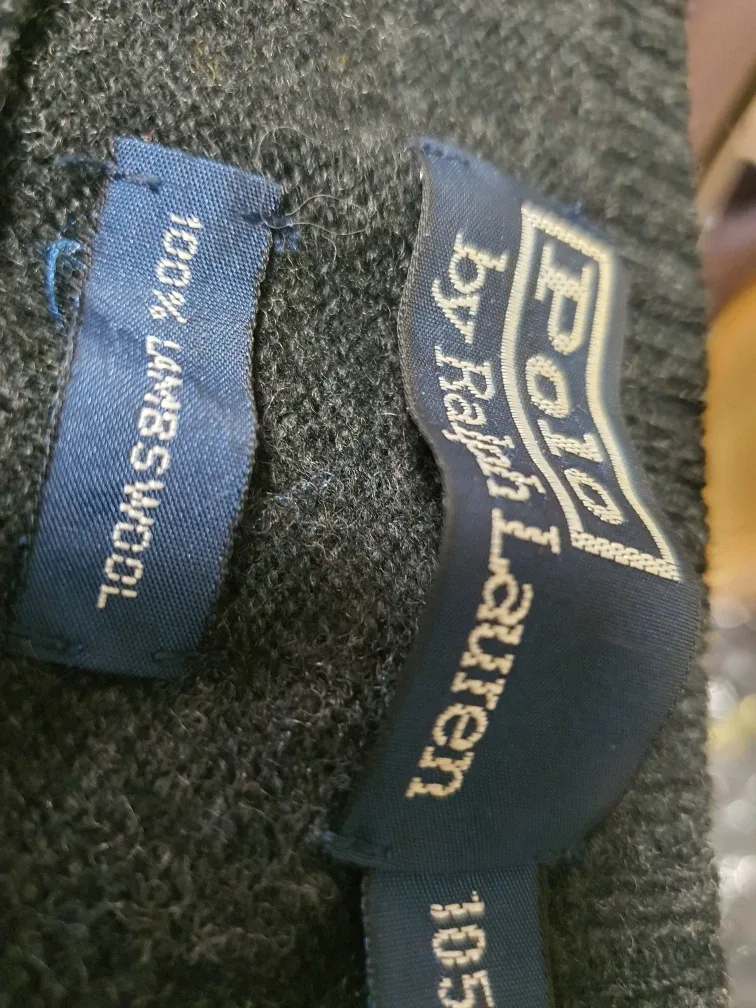 Polo
by Ralph Lauren
105
100% LAMBSWOOL